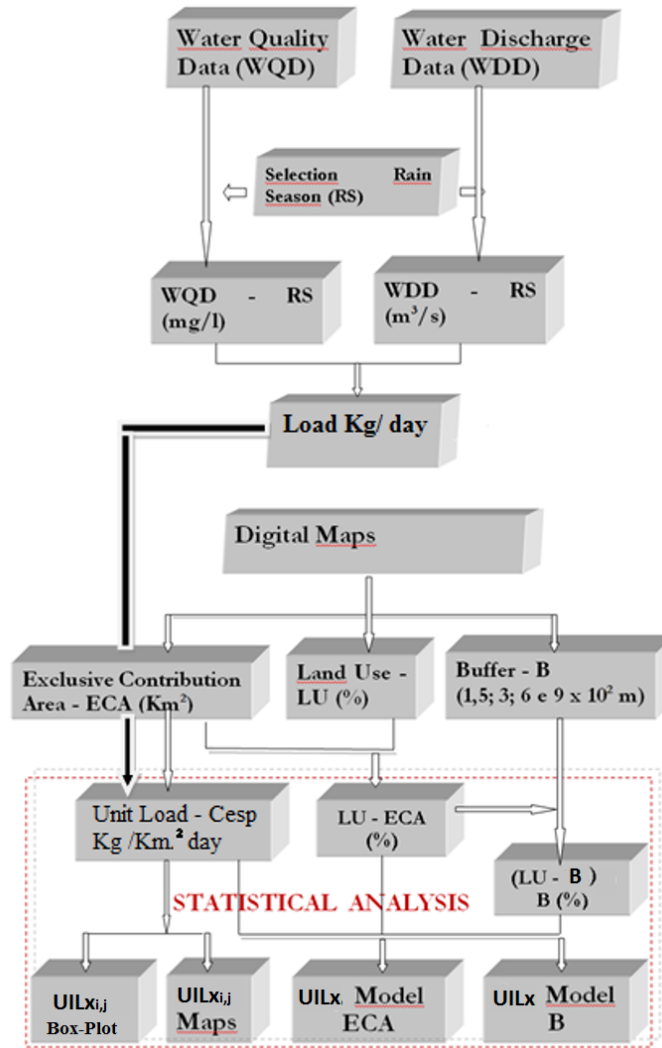 Water Quality
Data (WQD)
Water Discharge
Data (WDD)
Selection Rain
Season (RS)
WQD - RS
(mg/l)
WDD - RS
(m³/s)
Load Kg/ day
Digital Maps
Exclusive Contribution
Area - ECA (Km²)
Land Use -
LU (%)
Buffer - B
(1,5; 3; 6 e 9 x 10² m)
Unit Load - Cesp
Kg /Km.² day
LU - ECA
(%)
(LU - B )
B (%)
STATISTICAL ANALYSIS
UILxi,j
Box-Plot
UILxi,j
Maps
UILx Model
ECA
UILx Model
B